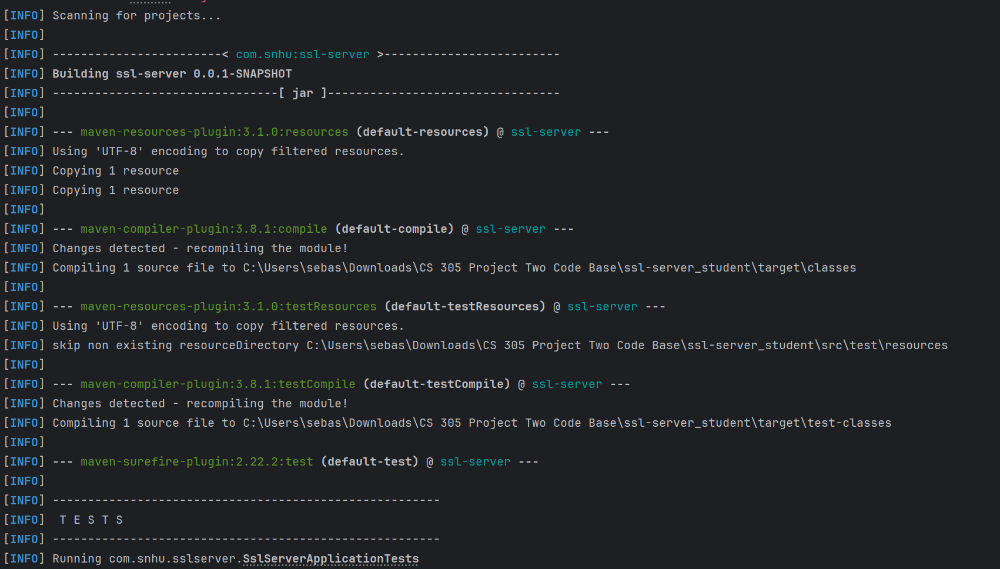 [INFO] Scanning for projects...
[INFO]
[INFO] ------------------------< com.snhu:ssl-server >-------------------------
[INFO] Building ssl-server 0.0.1-SNAPSHOT
[INFO] --------------------------------[ jar ]---------------------------------
[INFO]
[INFO] --- maven-resources-plugin:3.1.0:resources (default-resources) @ ssl-server ---
[INFO] Using 'UTF-8' encoding to copy filtered resources.
[INFO] Copying 1 resource
[INFO] Copying 1 resource
[INFO]
[INFO] --- maven-compiler-plugin:3.8.1:compile (default-compile) @ ssl-server ---
[INFO] Changes detected - recompiling the module!
[INFO] Compiling 1 source file to C:\Users\sebas\Downloads\CS 305 Project Two Code Base\ssl-server_student\target\classes
[INFO]
[INFO] --- maven-resources-plugin:3.1.0:testResources (default-testResources) @ ssl-server ---
[INFO] Using 'UTF-8' encoding to copy filtered resources.
[INFO] skip non existing resourceDirectory C:\Users\sebas\Downloads\CS 305 Project Two Code Base\ssl-server_student\src\test\resources
[INFO]
[INFO] --- maven-compiler-plugin:3.8.1:testCompile (default-testCompile) @ ssl-server ---
[INFO] Changes detected - recompiling the module!
[INFO] Compiling 1 source file to C:\Users\sebas\Downloads\CS 305 Project Two Code Base\ssl-server_student\target\test-classes
[INFO]
[INFO] --- maven-surefire-plugin:2.22.2:test (default-test) @ ssl-server ---
[INFO]
[INFO] -------------------------------------------------------
[INFO]  T E S T S
[INFO] -------------------------------------------------------
[INFO] Running com.snhu.sslserver.SslServerApplicationTests